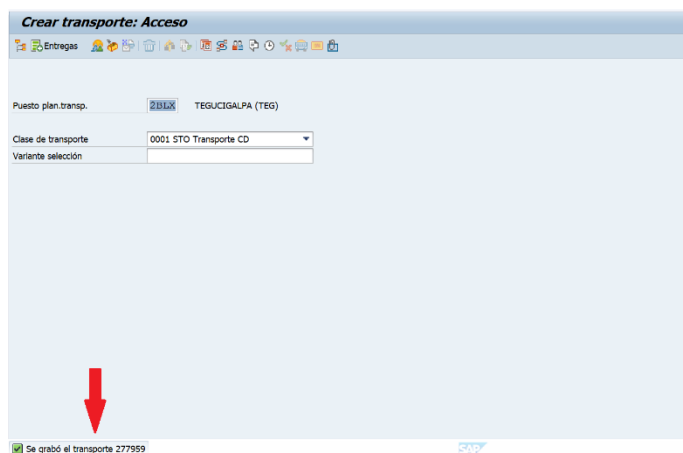 Crear transporte: Acceso
Entregas
Puesto plan.transp. 2BLX TEGUCIGALPA (TEG)
Clase de transporte 0001 STO Transporte CD
Variante selección
Se grabó el transporte 277959
SAP